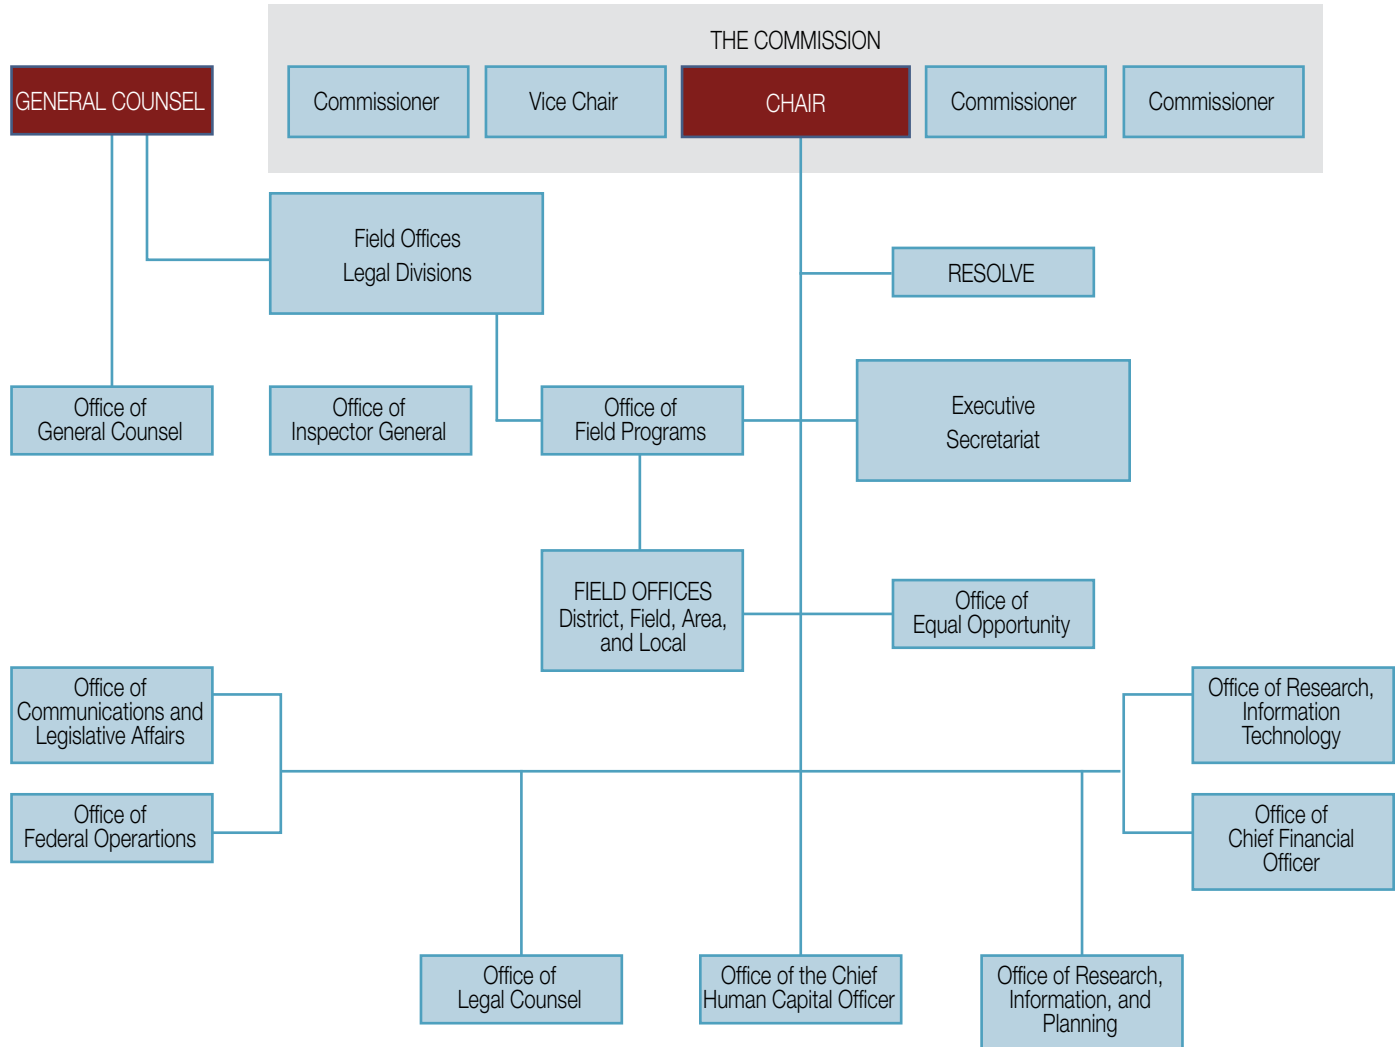 THE COMMISSION
GENERAL COUNSEL
Commissioner
Vice Chair
CHAIR
Commissioner
Commissioner
Field Offices
Legal Divisions
RESOLVE
Office of
General Counsel
Office of
Inspector General
Office of
Field Programs
Executive
Secretariat
FIELD OFFICES
District, Field, Area,
and Local
Office of
Equal Opportunity
Office of
Communications and
Legislative Affairs
Office of Research,
Information
Technology
Office of
Federal Operartions
Office of
Chief Financial
Officer
Office of
Legal Counsel
Office of the Chief
Human Capital Officer
Office of Research,
Information, and
Planning